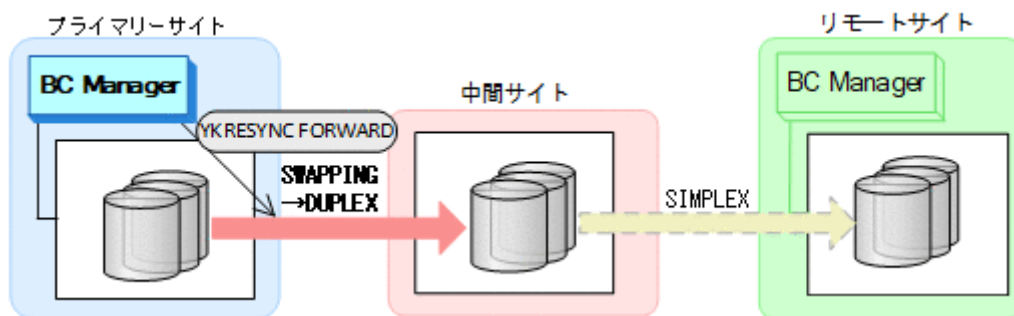 プライマリーサイト
リモートサイト
BC Manager
中間サイト
BC Manager
YKRESYNC FORWARD
SWAPPING
→DUPLEX
SIMPLEX